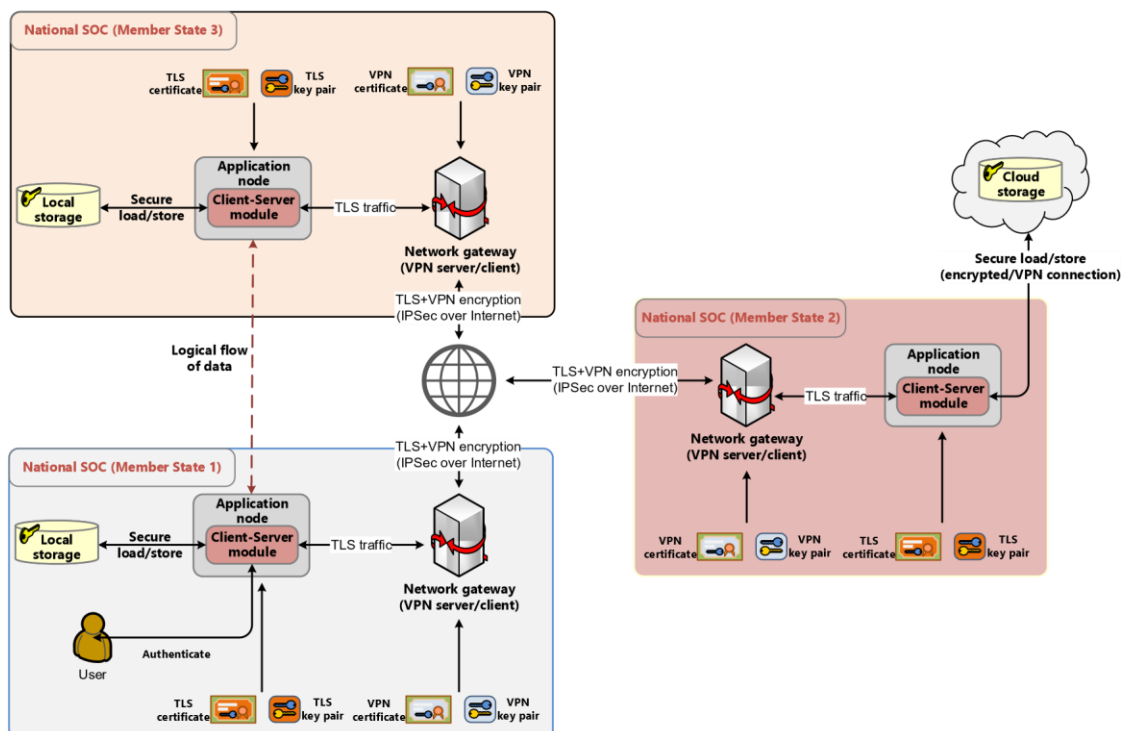 National SOC (Member State 3)
TLS
certificate
TLS
key pair
VPN
certificate
VPN
key pair
Application
node
Client-Server
module
Local
storage
Secure
load/store
TLS traffic
Network gateway
(VPN server/client)
TLS+VPN encryption
(IPSec over Internet)
Logical flow
of data
TLS+VPN encryption
(IPSec over Internet)
TLS+VPN encryption
(IPSec over Internet)
Cloud
storage
Secure load/store
(encrypted/VPN connection)
National SOC (Member State 2)
Application
node
Client-Server
module
TLS traffic
Network gateway
(VPN server/client)
VPN
certificate
VPN
key pair
TLS
certificate
TLS
key pair
National SOC (Member State 1)
Application
node
Client-Server
module
Local
storage
Secure
load/store
TLS traffic
Network gateway
(VPN server/client)
Authenticate
User
TLS
certificate
TLS
key pair
VPN
certificate
VPN
key pair